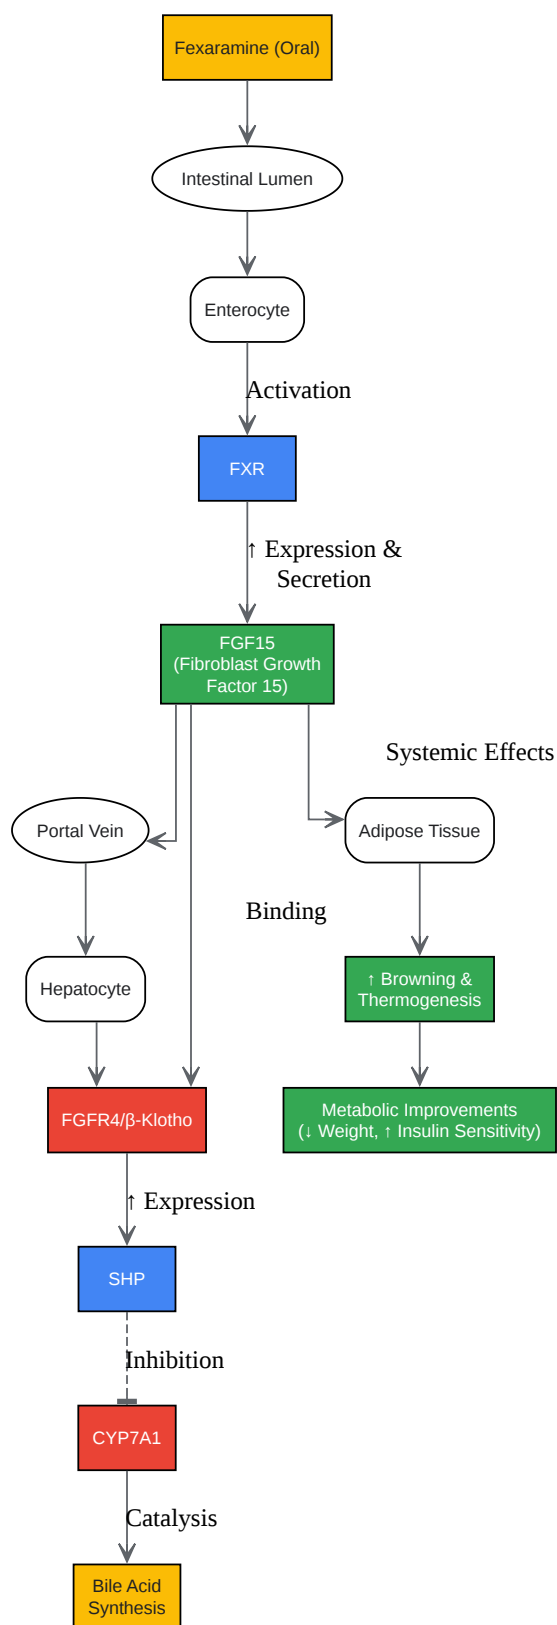 Fexaramine (Oral)
Intestinal Lumen
Enterocyte
Activation
FXR
↑ Expression &
Secretion
FGF15
(Fibroblast Growth
Factor 15)
Systemic Effects
Portal Vein
Adipose Tissue
Binding
Hepatocyte
↑ Browning &
Thermogenesis
FGFR4/β-Klotho
Metabolic Improvements
(↓ Weight, ↑ Insulin Sensitivity)
↑ Expression
SHP
Inhibition
CYP7A1
Catalysis
Bile Acid
Synthesis